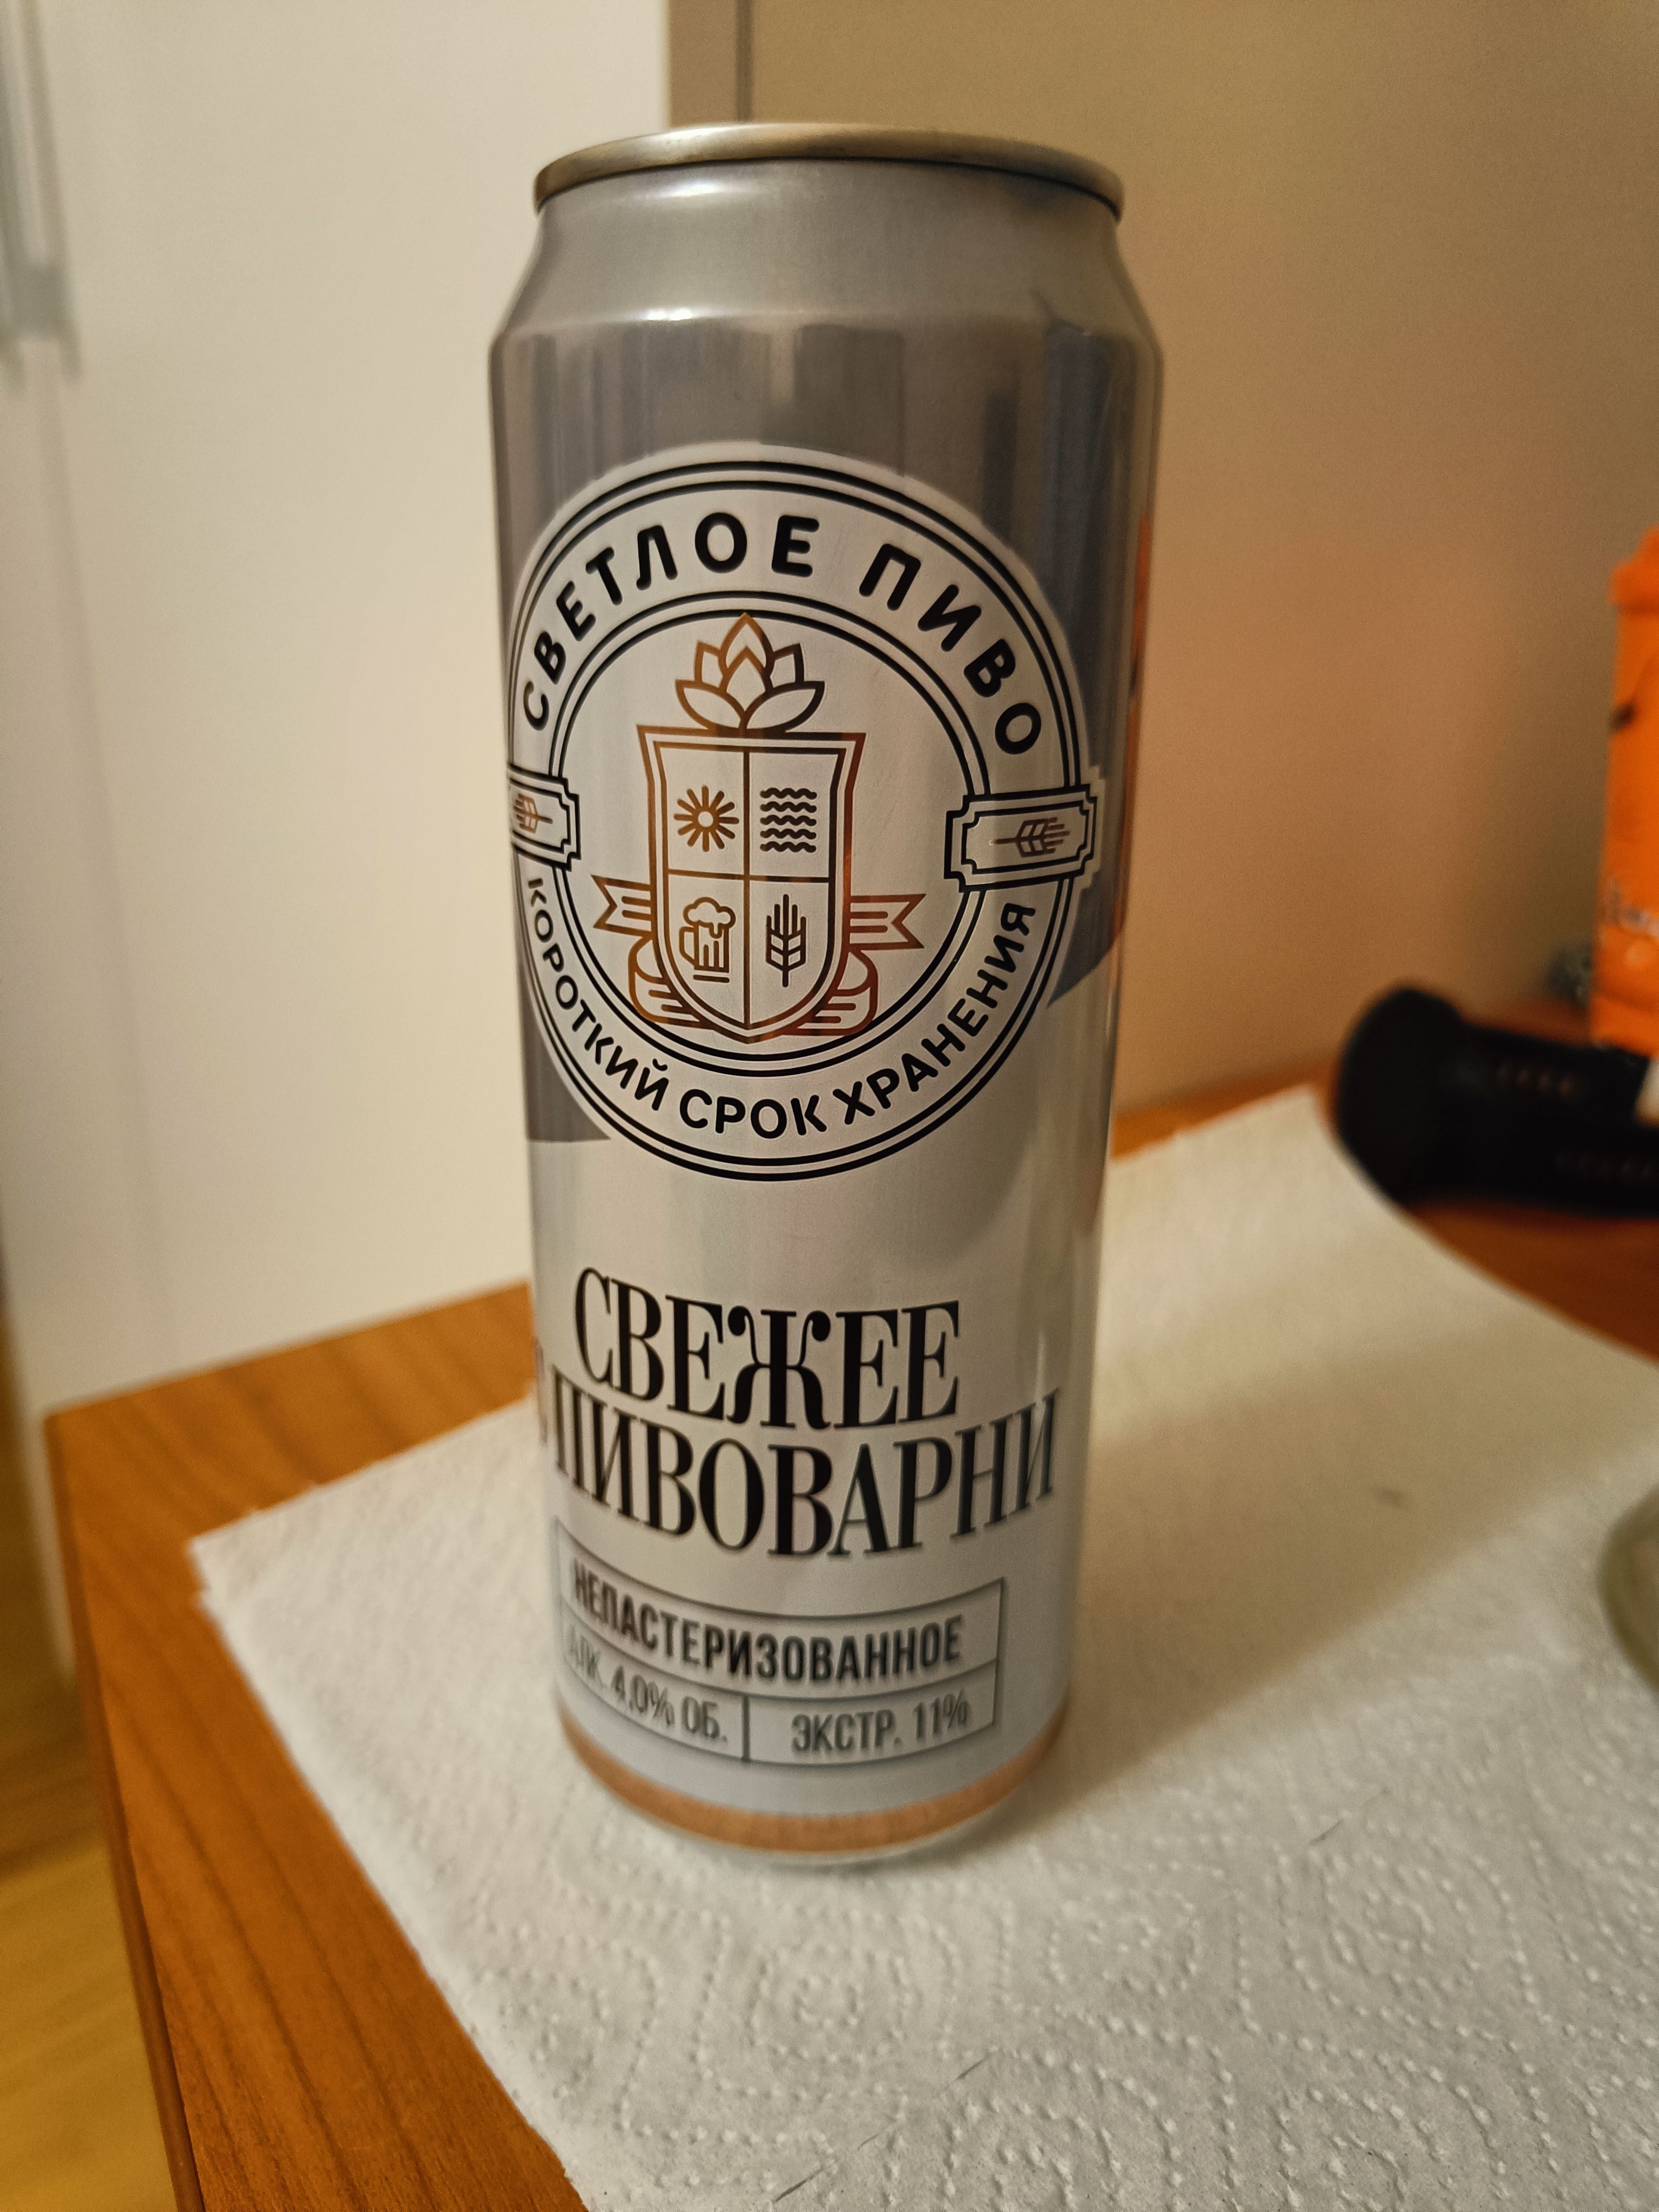 СВЕТЛОЕ ПИВО
КОРОТКИЙ СРОК ХРАНЕНИЯ
СВЕЖЕЕ
С ПИВОВАРНИ
НЕПАСТЕРИЗОВАННОЕ
АЛК. 4,0% ОБ.
ЭКСТР. 11%